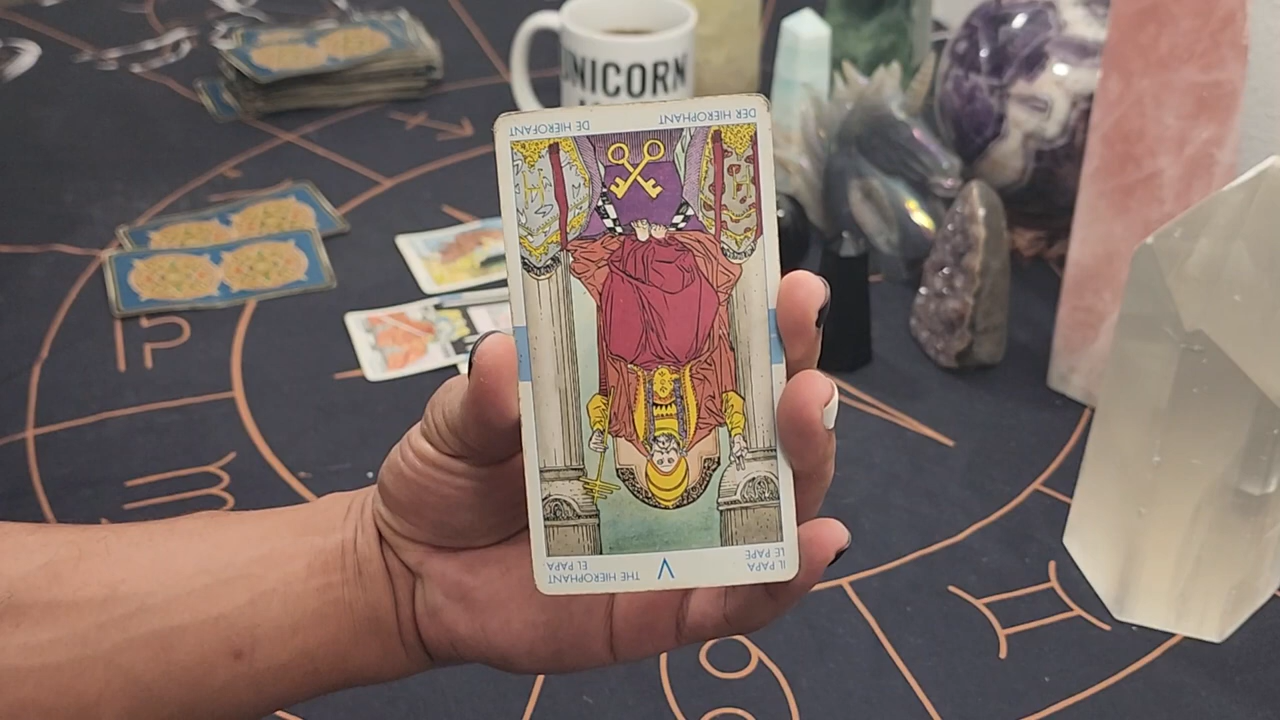 UNICORN
IL PAPA
LE PAPE
V
THE HIEROPHANT
EL PAPA
DER HIEROPHANT
DE HIEROFANT